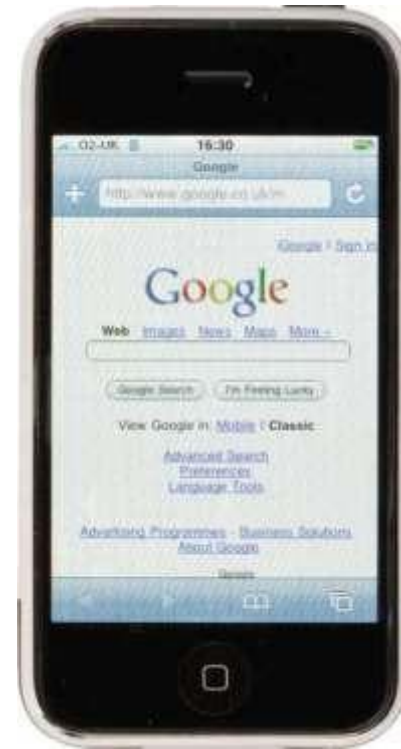 O2-UK 16:30
Google
http://www.google.co.uk/m
Google | Sign in
Google
Web Images News Maps More
Google Search I'm Feeling Lucky
View Google in: Mobile | Classic
Advanced Search
Preferences
Language Tools
Advertising Programmes - Business Solutions
About Google